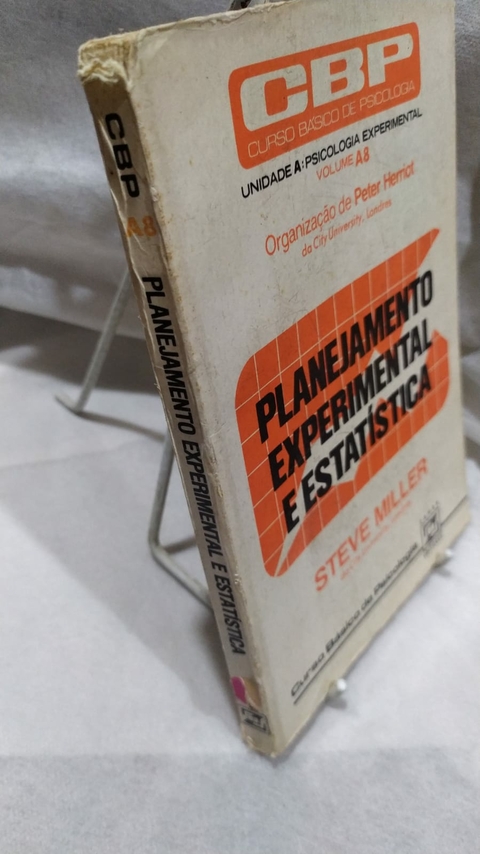 CBP
CURSO BÁSICO DE PSICOLOGIA
UNIDADE A: PSICOLOGIA EXPERIMENTAL
VOLUME A8
Organização de Peter Herriot
da City University, Londres
PLANEJAMENTO
EXPERIMENTAL
E ESTATÍSTICA
STEVE MILLER
Curso Básico de Psicologia
CBP A8 PLANEJAMENTO EXPERIMENTAL E ESTATÍSTICA